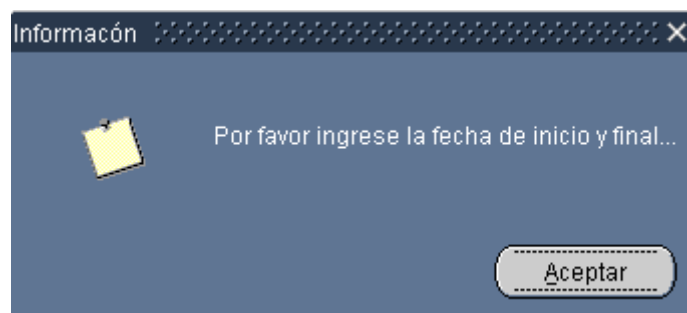 Informacón
Por favor ingrese la fecha de inicio y final...
Aceptar